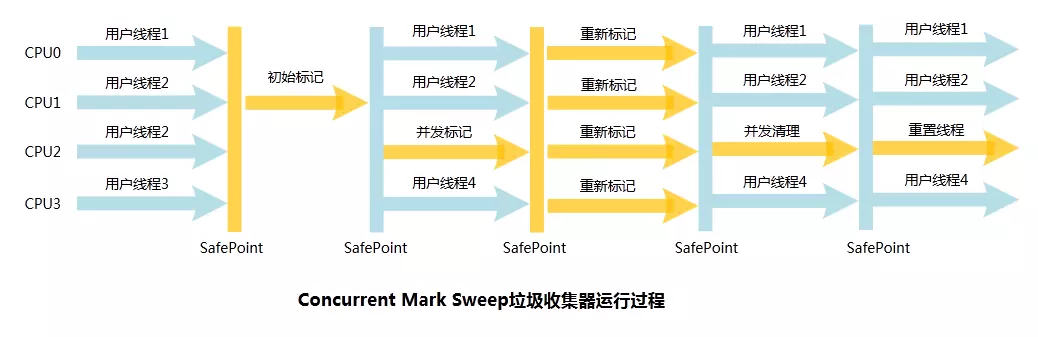 用户线程1 用户线程1 重新标记 用户线程1 用户线程1
CPU0
初始标记
用户线程2 用户线程2 重新标记 用户线程2 用户线程2
CPU1
用户线程2 并发标记 重新标记 并发清理 重置线程
CPU2
用户线程3 用户线程4 重新标记 用户线程4 用户线程4
CPU3
SafePoint SafePoint SafePoint SafePoint SafePoint
Concurrent Mark Sweep垃圾收集器运行过程